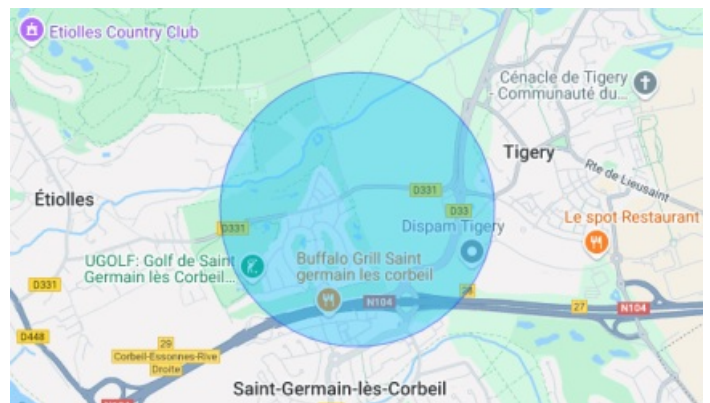 Etiolles Country Club
Cénacle de Tigery
- Communauté du...
Tigery
Rte de Lieusaint
D331
Étiolles
D33
D331
Le spot Restaurant
Dispam Tigery
UGOLF: Golf de Saint
Germain lès Corbeil...
Buffalo Grill Saint
germain les corbeil
D331
28
N104
27
N104
D448
29
Corbeil-Essonnes-Rive
Droite
Saint-Germain-lès-Corbeil
N104